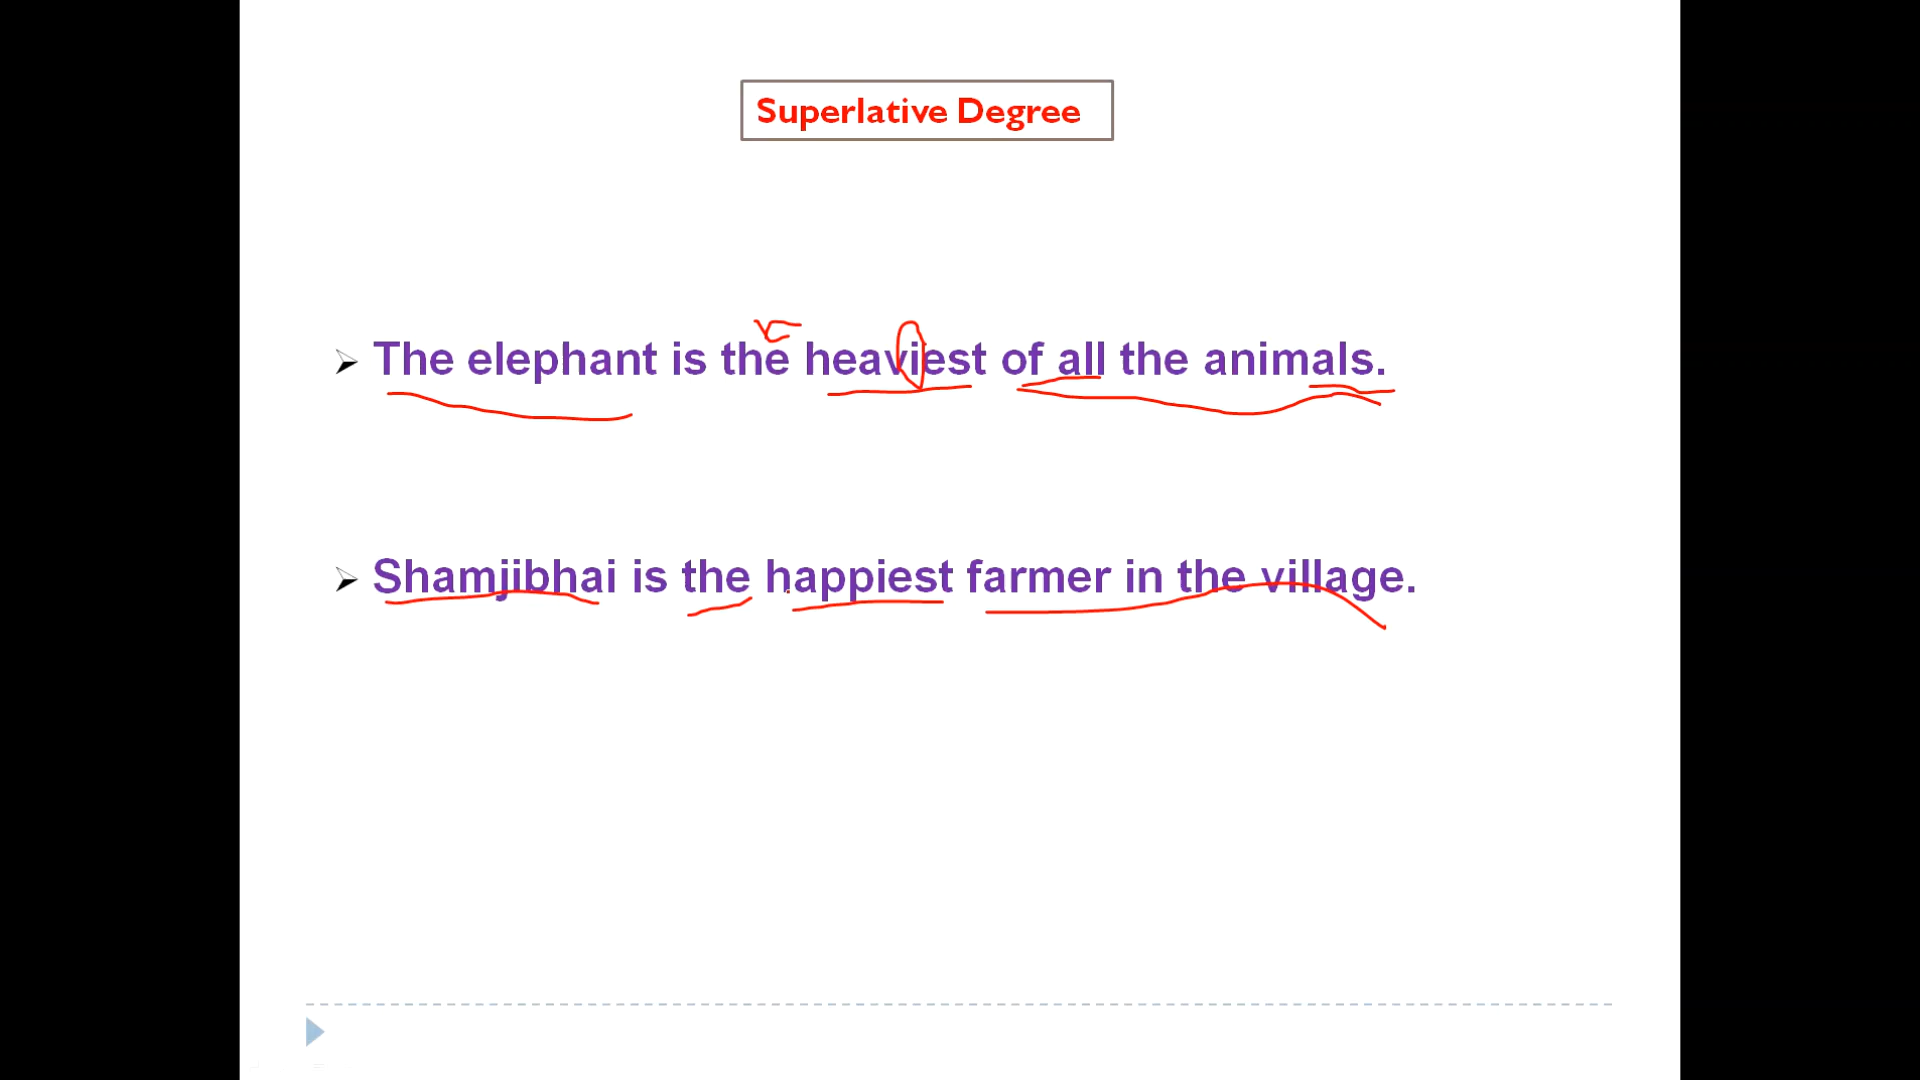 Superlative Degree
The elephant is the heaviest of all the animals.
Shamjibhai is the happiest farmer in the village.